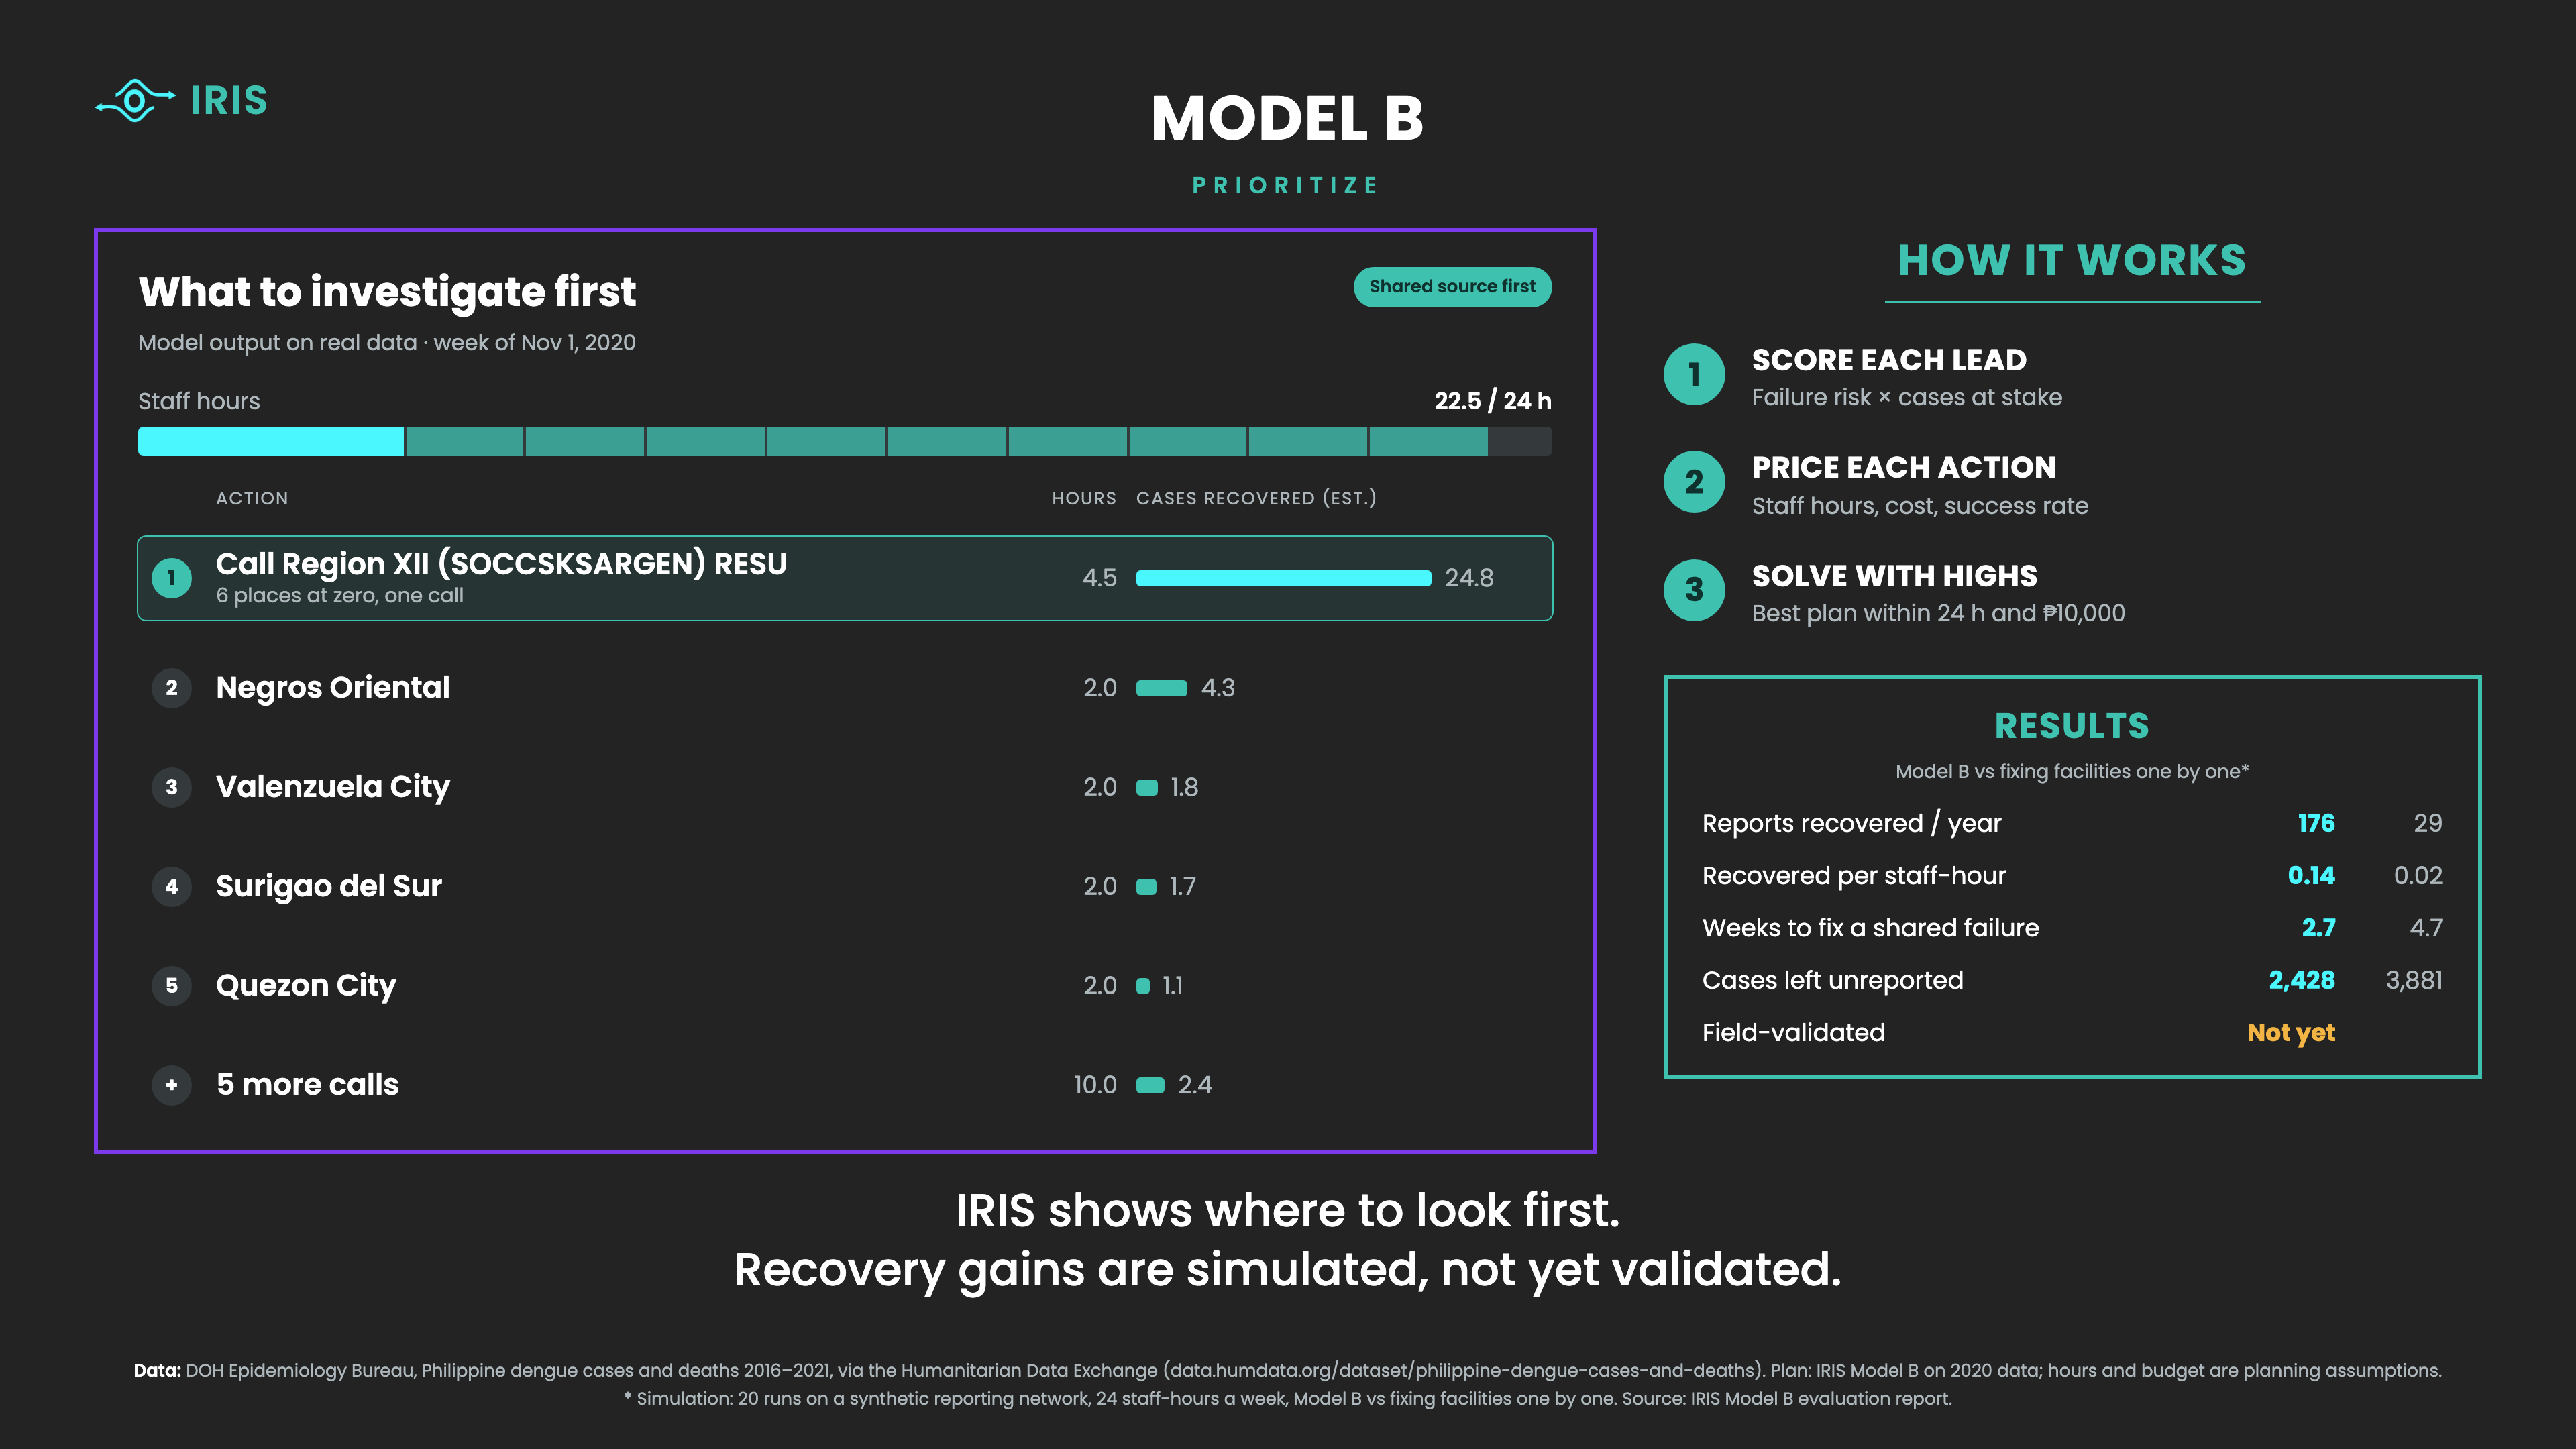 IRIS
MODEL B
PRIORITIZE
What to investigate first
Shared source first
Model output on real data · week of Nov 1, 2020
Staff hours
22.5 / 24 h
ACTION
HOURS
CASES RECOVERED (EST.)
1
Call Region XII (SOCCSKSARGEN) RESU
6 places at zero, one call
4.5
24.8
2
Negros Oriental
2.0
4.3
3
Valenzuela City
2.0
1.8
4
Surigao del Sur
2.0
1.7
5
Quezon City
2.0
1.1
+
5 more calls
10.0
2.4
HOW IT WORKS
1
SCORE EACH LEAD
Failure risk × cases at stake
2
PRICE EACH ACTION
Staff hours, cost, success rate
3
SOLVE WITH HIGHS
Best plan within 24 h and ₱10,000
RESULTS
Model B vs fixing facilities one by one*
Reports recovered / year 176 29
Recovered per staff-hour 0.14 0.02
Weeks to fix a shared failure 2.7 4.7
Cases left unreported 2,428 3,881
Field-validated Not yet
IRIS shows where to look first.
Recovery gains are simulated, not yet validated.
Data: DOH Epidemiology Bureau, Philippine dengue cases and deaths 2016–2021, via the Humanitarian Data Exchange (data.humdata.org/dataset/philippine-dengue-cases-and-deaths). Plan: IRIS Model B on 2020 data; hours and budget are planning assumptions.
* Simulation: 20 runs on a synthetic reporting network, 24 staff-hours a week, Model B vs fixing facilities one by one. Source: IRIS Model B evaluation report.